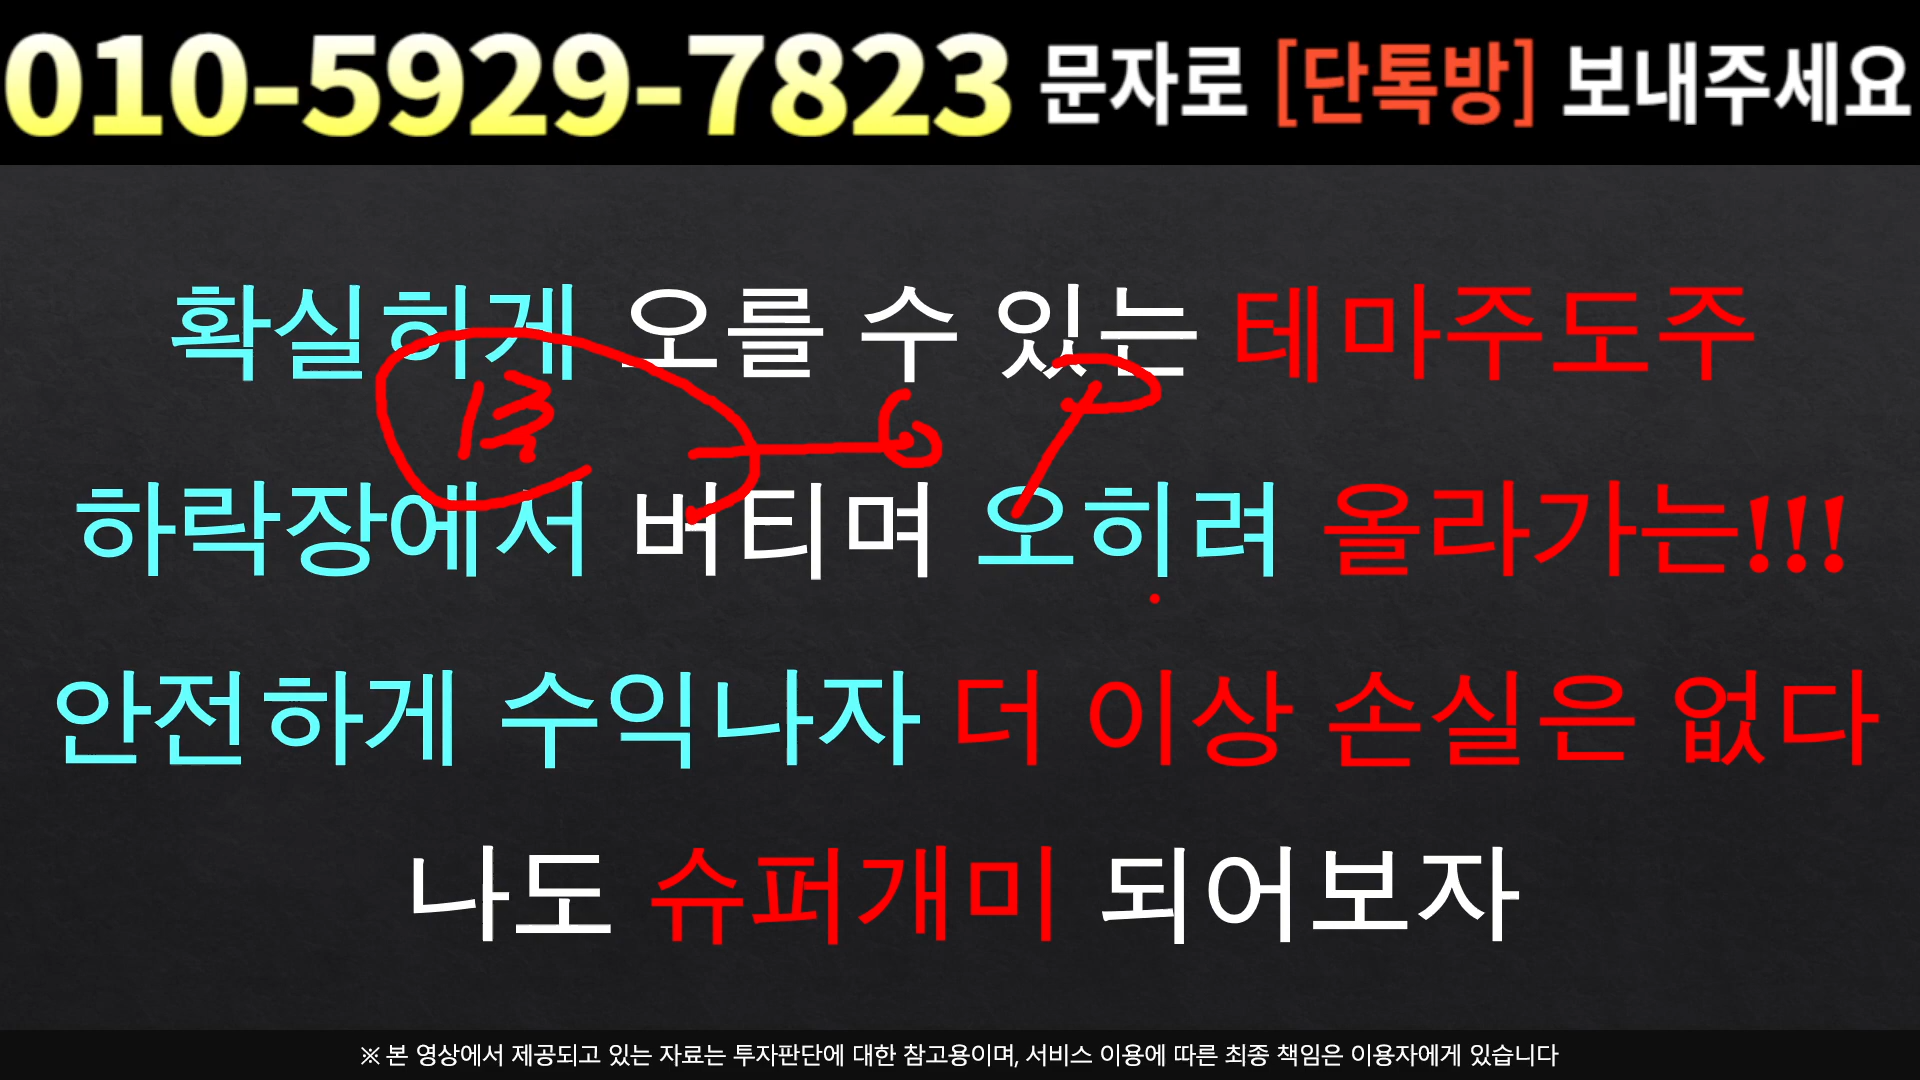 010-5929-7823 문자로 [단톡방] 보내주세요
확실하게 오를 수 있는 테마주도주
13
하락장에서 버티며 오히려 올라가는!!!
안전하게 수익나자 더 이상 손실은 없다
나도 슈퍼개미 되어보자
※ 본 영상에서 제공되고 있는 자료는 투자판단에 대한 참고용이며, 서비스 이용에 따른 최종 책임은 이용자에게 있습니다